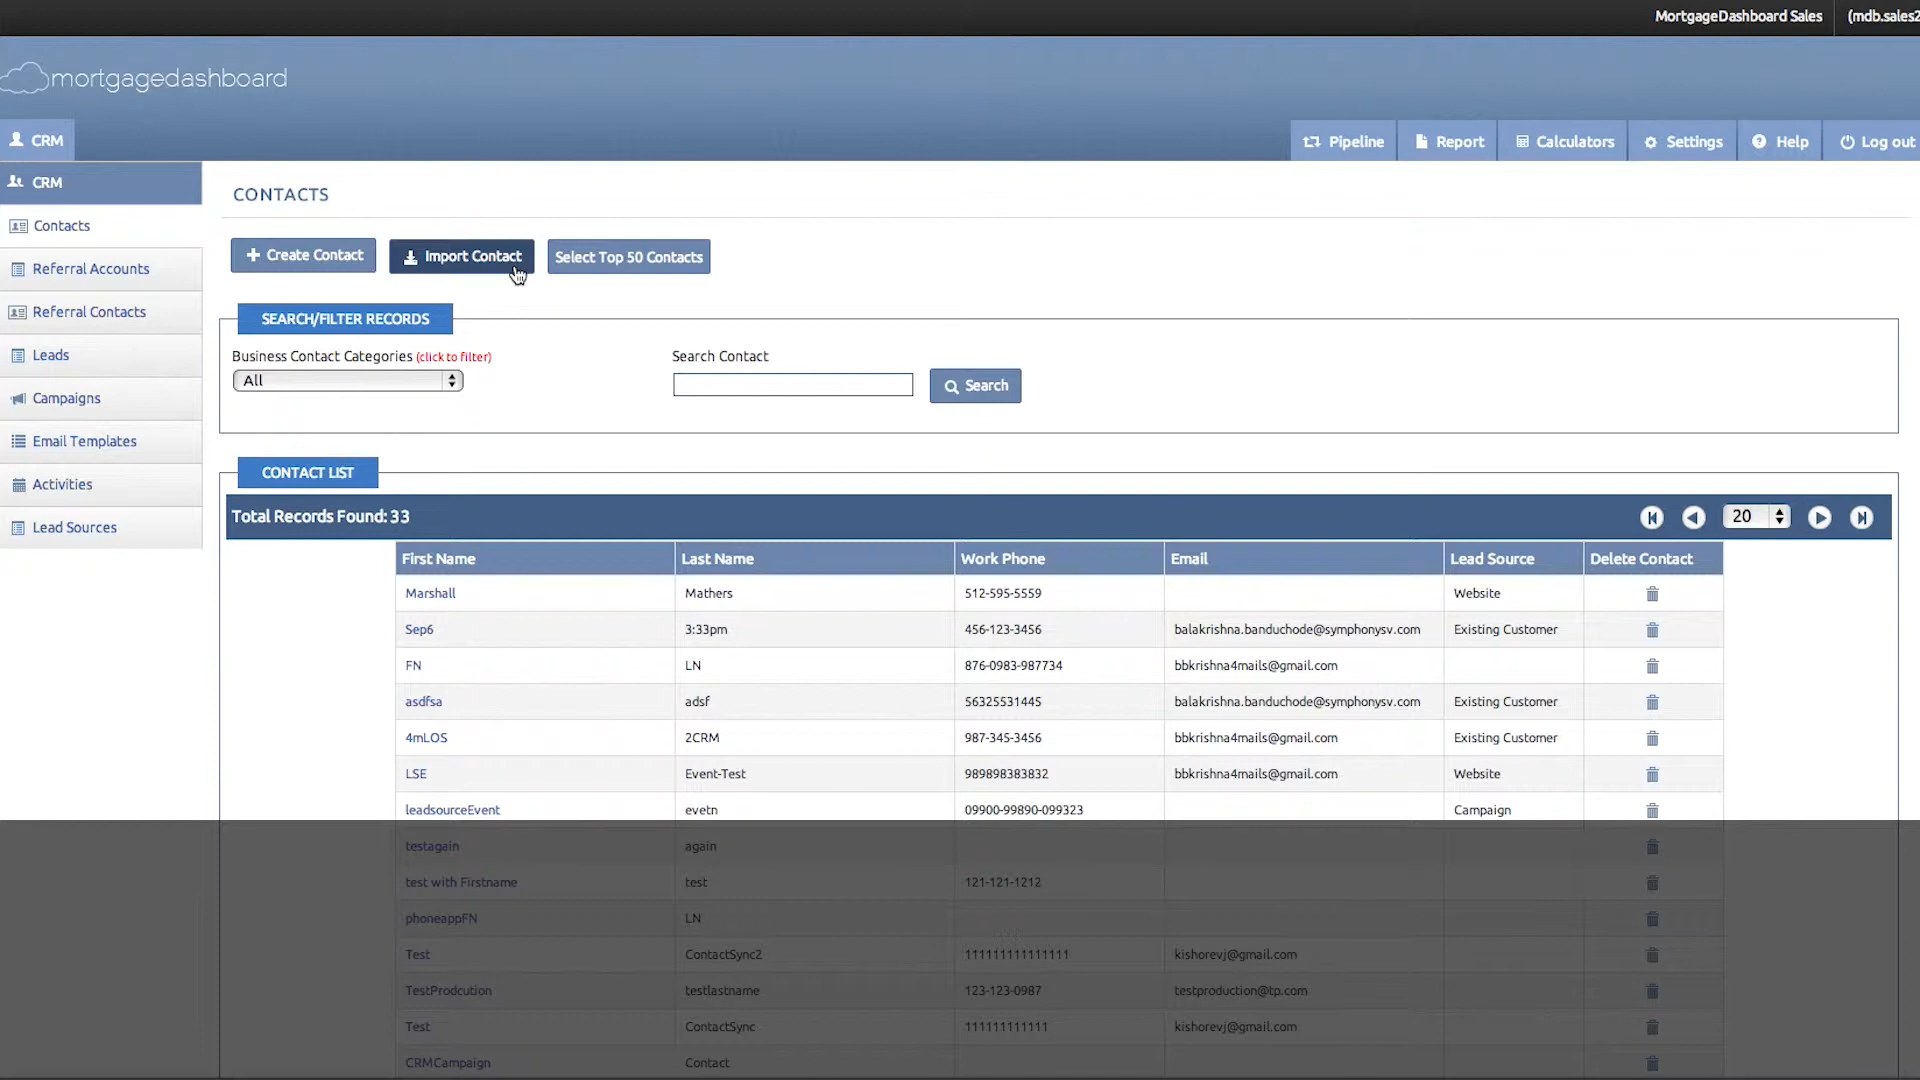 MortgageDashboard Sales (mdb.sales2
mortgagedashboard
CRM
Pipeline Report Calculators Settings Help Log out
CRM
Contacts
Referral Accounts
Referral Contacts
Leads
Campaigns
Email Templates
Activities
Lead Sources
CONTACTS
Create Contact Import Contact Select Top 50 Contacts
SEARCH/FILTER RECORDS
Business Contact Categories (click to filter) Search Contact
All Search
CONTACT LIST
Total Records Found: 33 20
First Name Last Name Work Phone Email Lead Source Delete Contact
Marshall Mathers 512-595-5559 Website
Sep6 3:33pm 456-123-3456 balakrishna.banduchode@symphonysv.com Existing Customer
FN LN 876-0983-987734 bbkrishna4mails@gmail.com
asdfsa adsf 56325531445 balakrishna.banduchode@symphonysv.com Existing Customer
4mLOS 2CRM 987-345-3456 bbkrishna4mails@gmail.com Existing Customer
LSE Event-Test 989898383832 bbkrishna4mails@gmail.com Website
leadsourceEvent evetn 09900-99890-099323 Campaign
testagain again
test with Firstname test 121-121-1212
phoneappFN LN
Test ContactSync2 111111111111111 kishorevj@gmail.com
TestProdcution testlastname 123-123-0987 testproduction@tp.com
Test ContactSync 111111111111 kishorevj@gmail.com
CRMCampaign Contact